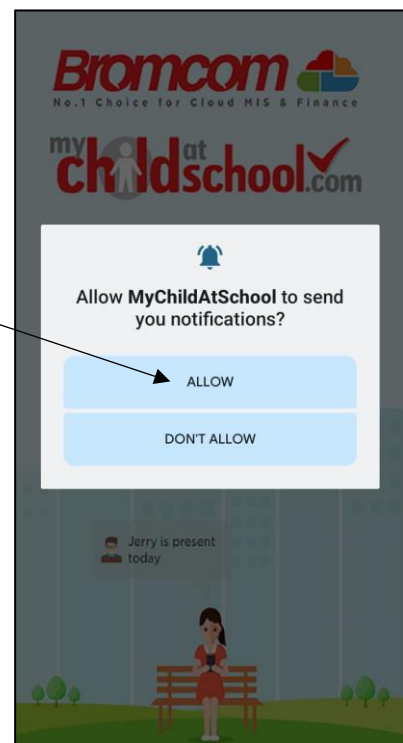 Bromcom
No.1 Choice for Cloud MIS & Finance
my child at school.com
Allow MyChildAtSchool to send
you notifications?
ALLOW
DON'T ALLOW
Jerry is present
today